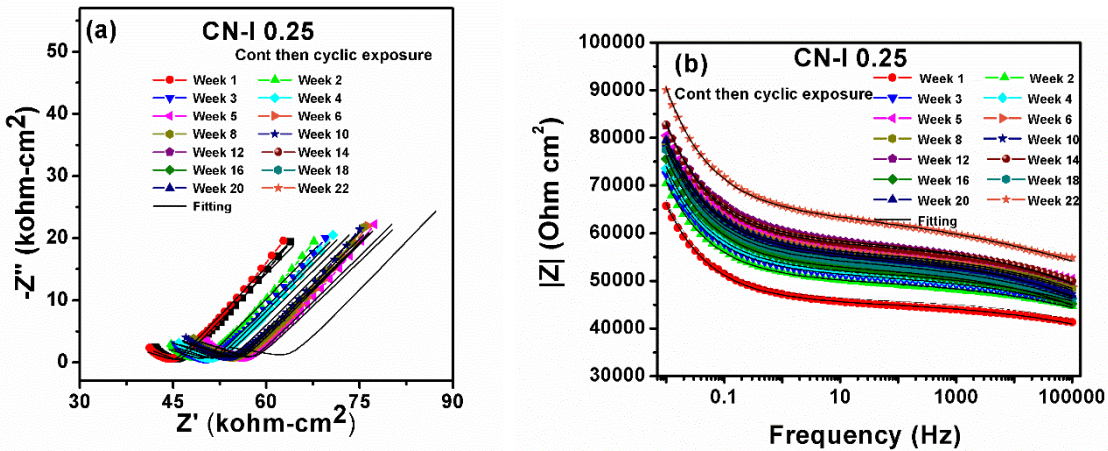 (a)
CN-I 0.25
Cont then cyclic exposure
Week 1 Week 2
Week 3 Week 4
Week 5 Week 6
Week 8 Week 10
Week 12 Week 14
Week 16 Week 18
Week 20 Week 22
Fitting
50
40
30
20
10
0
-Z'' (kohm-cm2)
30 45 60 75 90
Z' (kohm-cm2)
(b)
CN-I 0.25
Cont then cyclic exposure
Week 1 Week 2
Week 3 Week 4
Week 5 Week 6
Week 8 Week 10
Week 12 Week 14
Week 16 Week 18
Week 20 Week 22
Fitting
100000
90000
80000
70000
60000
50000
40000
30000
|Z| (Ohm cm2)
0.1 10 1000 100000
Frequency (Hz)